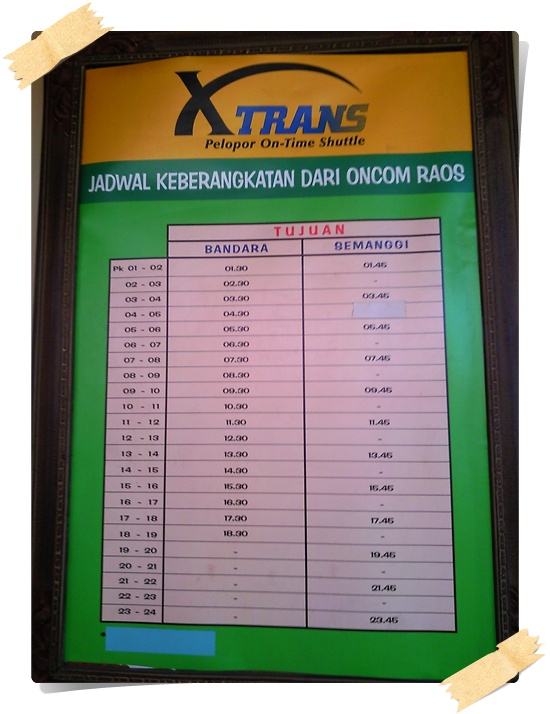 XTRANS
Pelopor On-Time Shuttle
JADWAL KEBERANGKATAN DARI ONCOM RAOS
TUJUAN
BANDARA SEMANGGI
Pk 01 - 02 01.30 01.45
02 - 03 02.30 -
03 - 04 03.30 03.45
04 - 05 04.30
05 - 06 05.30 05.45
06 - 07 06.30 -
07 - 08 07.30 07.45
08 - 09 08.30 -
09 - 10 09.30 09.45
10 - 11 10.30 -
11 - 12 11.30 11.45
12 - 13 12.30 -
13 - 14 13.30 13.45
14 - 15 14.30 -
15 - 16 15.30 15.45
16 - 17 16.30 -
17 - 18 17.30 17.45
18 - 19 18.30 -
19 - 20 - 19.45
20 - 21 - -
21 - 22 - 21.45
22 - 23 - -
23 - 24 - 23.45